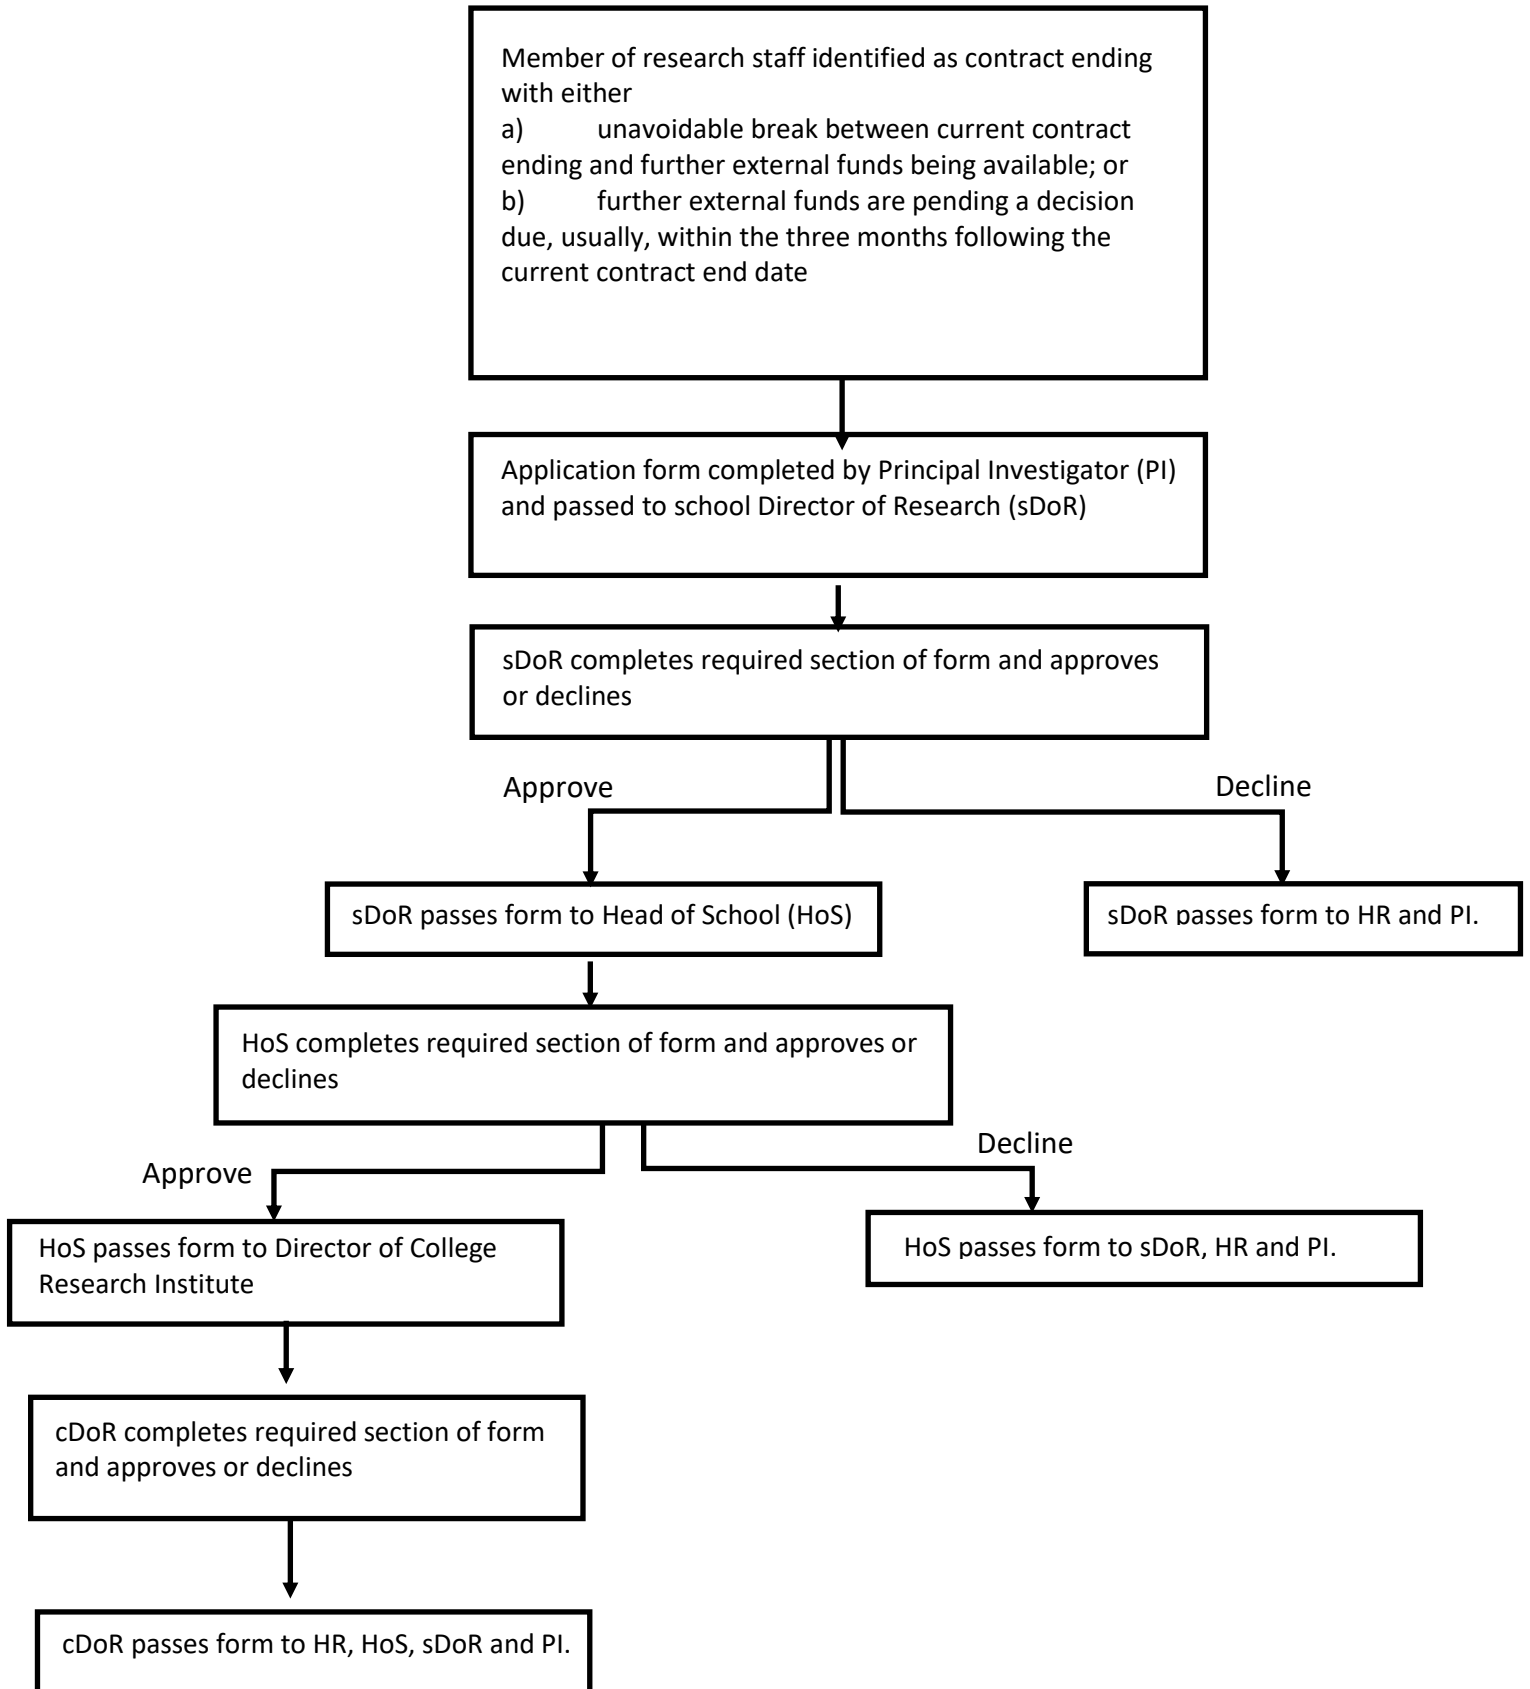 Member of research staff identified as contract ending
with either
a) unavoidable break between current contract
ending and further external funds being available; or
b) further external funds are pending a decision
due, usually, within the three months following the
current contract end date
Application form completed by Principal Investigator (PI)
and passed to school Director of Research (sDoR)
sDoR completes required section of form and approves
or declines
Approve
Decline
sDoR passes form to Head of School (HoS)
sDoR passes form to HR and PI.
HoS completes required section of form and approves or
declines
Approve
Decline
HoS passes form to Director of College
Research Institute
HoS passes form to sDoR, HR and PI.
cDoR completes required section of form
and approves or declines
cDoR passes form to HR, HoS, sDoR and PI.